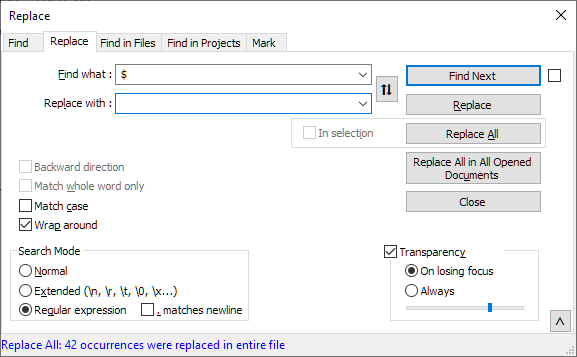 Replace
Find Replace Find in Files Find in Projects Mark
Find what : $ Find Next
Replace with : Replace
In selection Replace All
Backward direction Replace All in All Opened Documents
Match whole word only
Match case Close
Wrap around
Search Mode Transparency
Normal On losing focus
Extended (\n, \r, \t, \0, \x...) Always
Regular expression . matches newline
Replace All: 42 occurrences were replaced in entire file